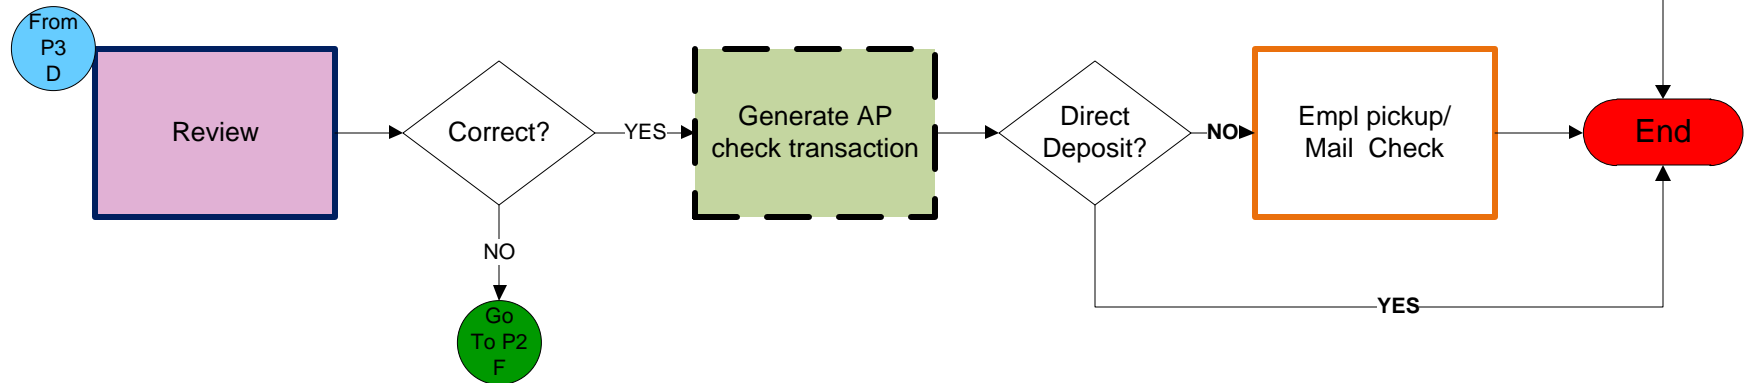 From
P3
D
Review
Correct?
YES
NO
Go
To P2
F
Generate AP
check transaction
Direct
Deposit?
NO
YES
Empl pickup/
Mail Check
End